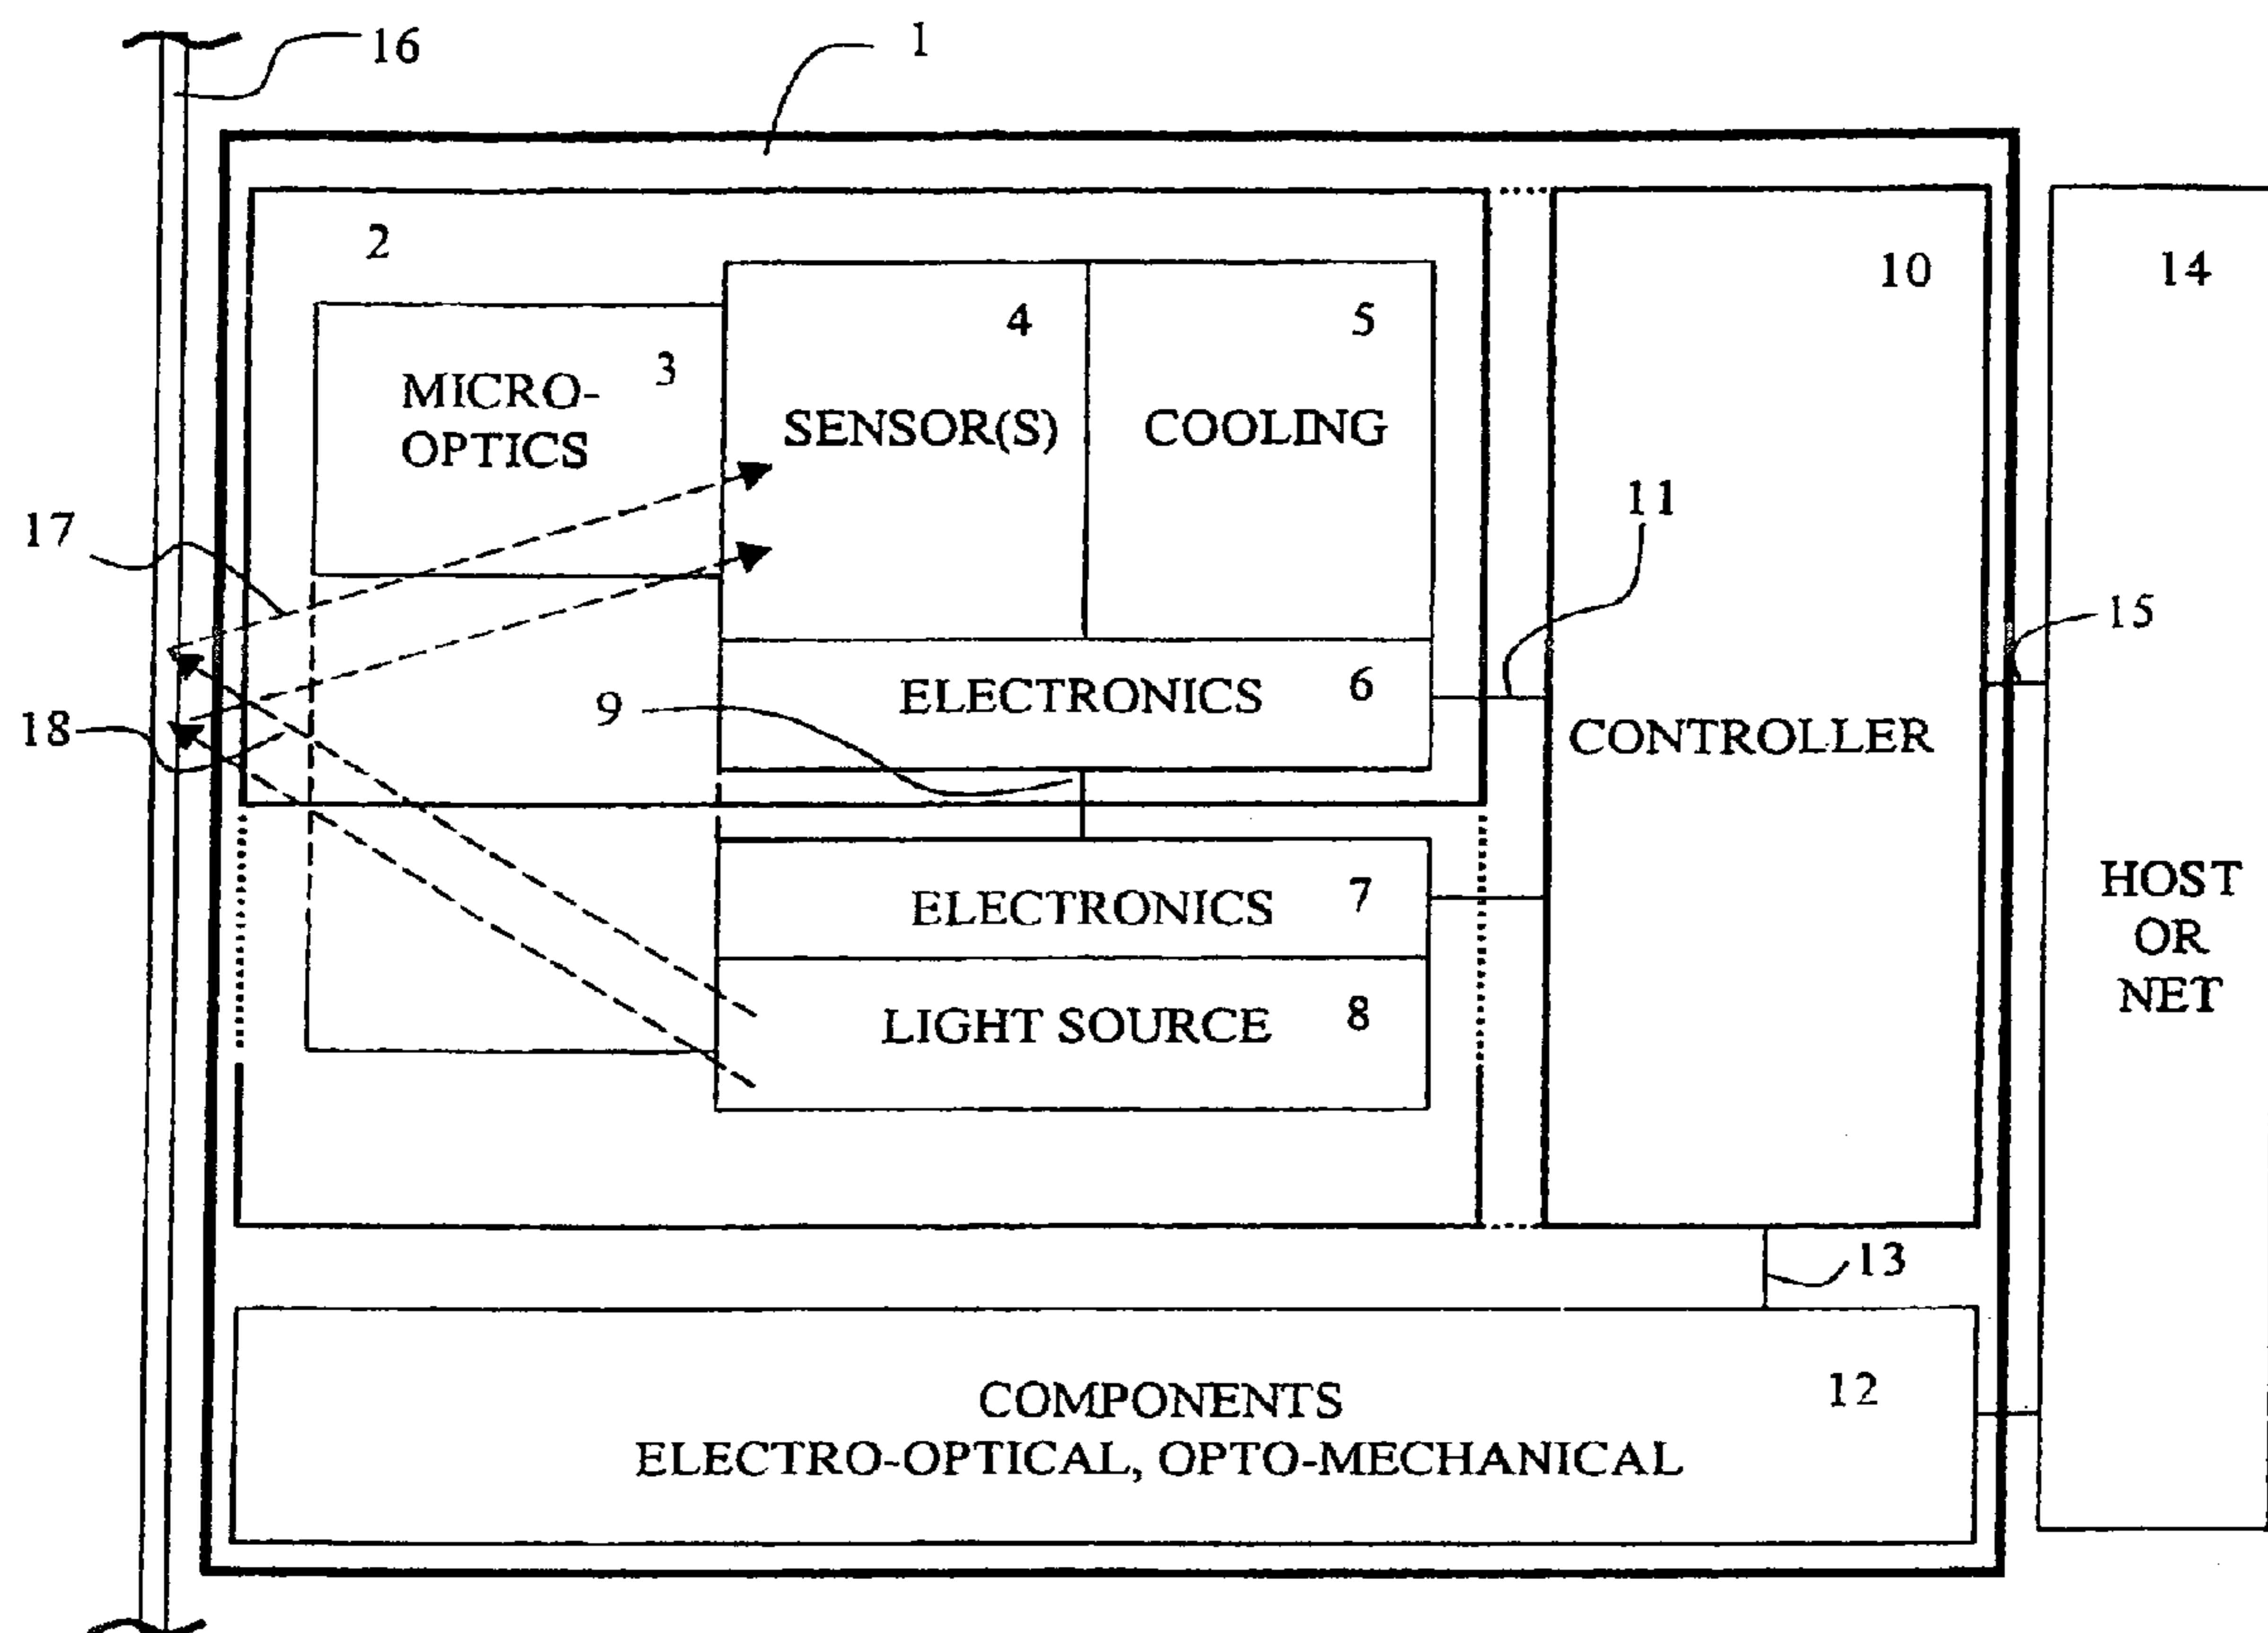 16
1
2
10
14
3
MICRO-
OPTICS
4
SENSOR(S)
5
COOLING
17
11
15
9
ELECTRONICS 6
18
CONTROLLER
ELECTRONICS 7
HOST
OR
NET
LIGHT SOURCE 8
13
12
COMPONENTS
ELECTRO-OPTICAL, OPTO-MECHANICAL